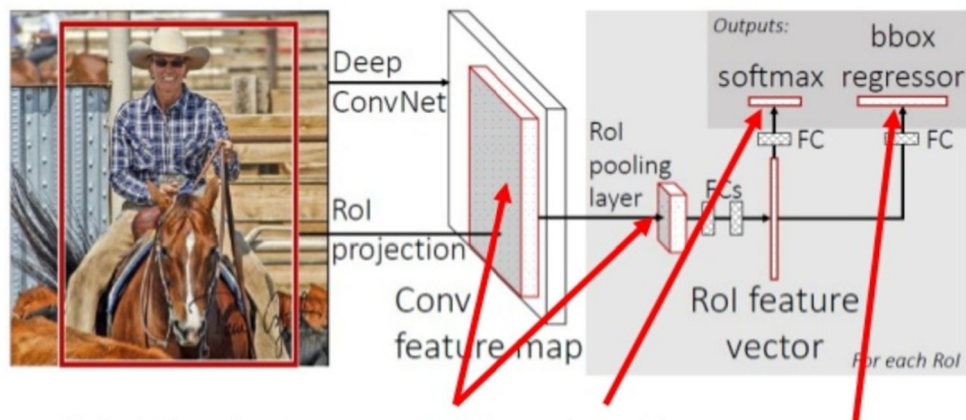 Deep
ConvNet
RoI
projection
Conv
feature map
RoI
pooling
layer
FCs
RoI feature
vector
For each RoI
Outputs:
softmax
bbox
regressor
FC
FC